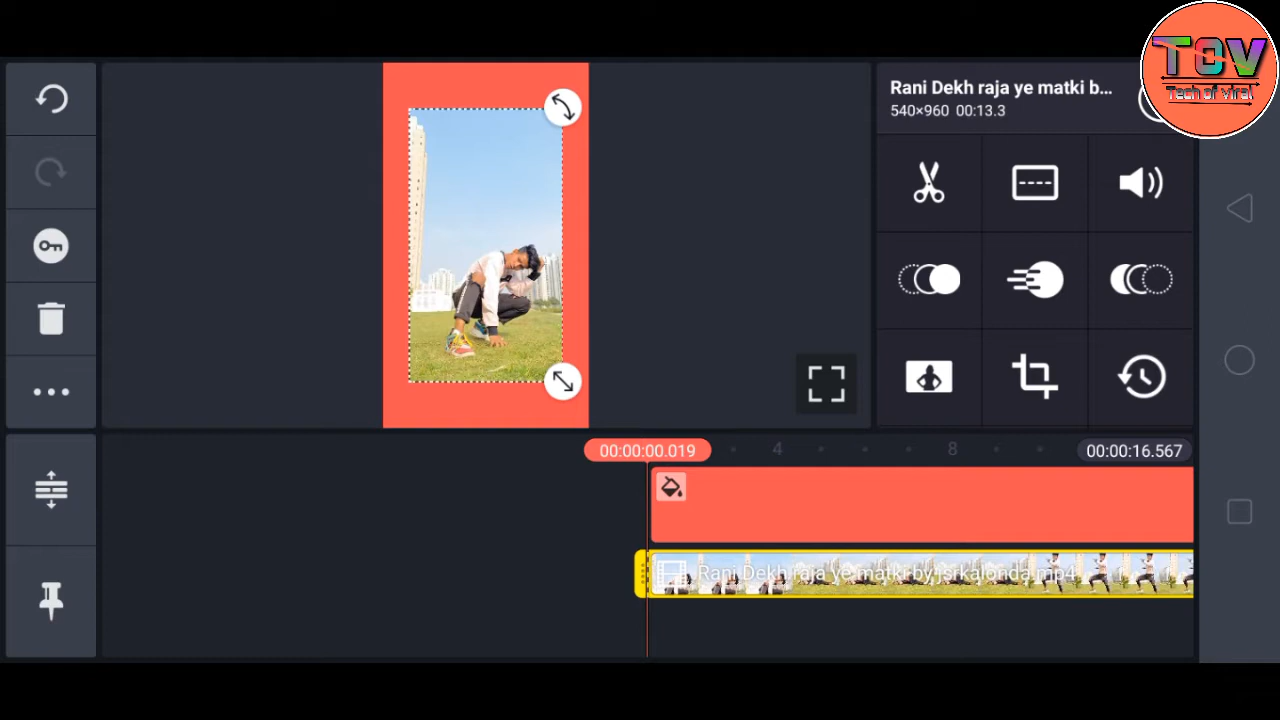 TOV
Tech of viral
Rani Dekh raja ye matki b...
540×960 00:13.3
00:00:00.019
4
8
00:00:16.567
Rani Dekh raja ye matki by jsrkalonda.mp4